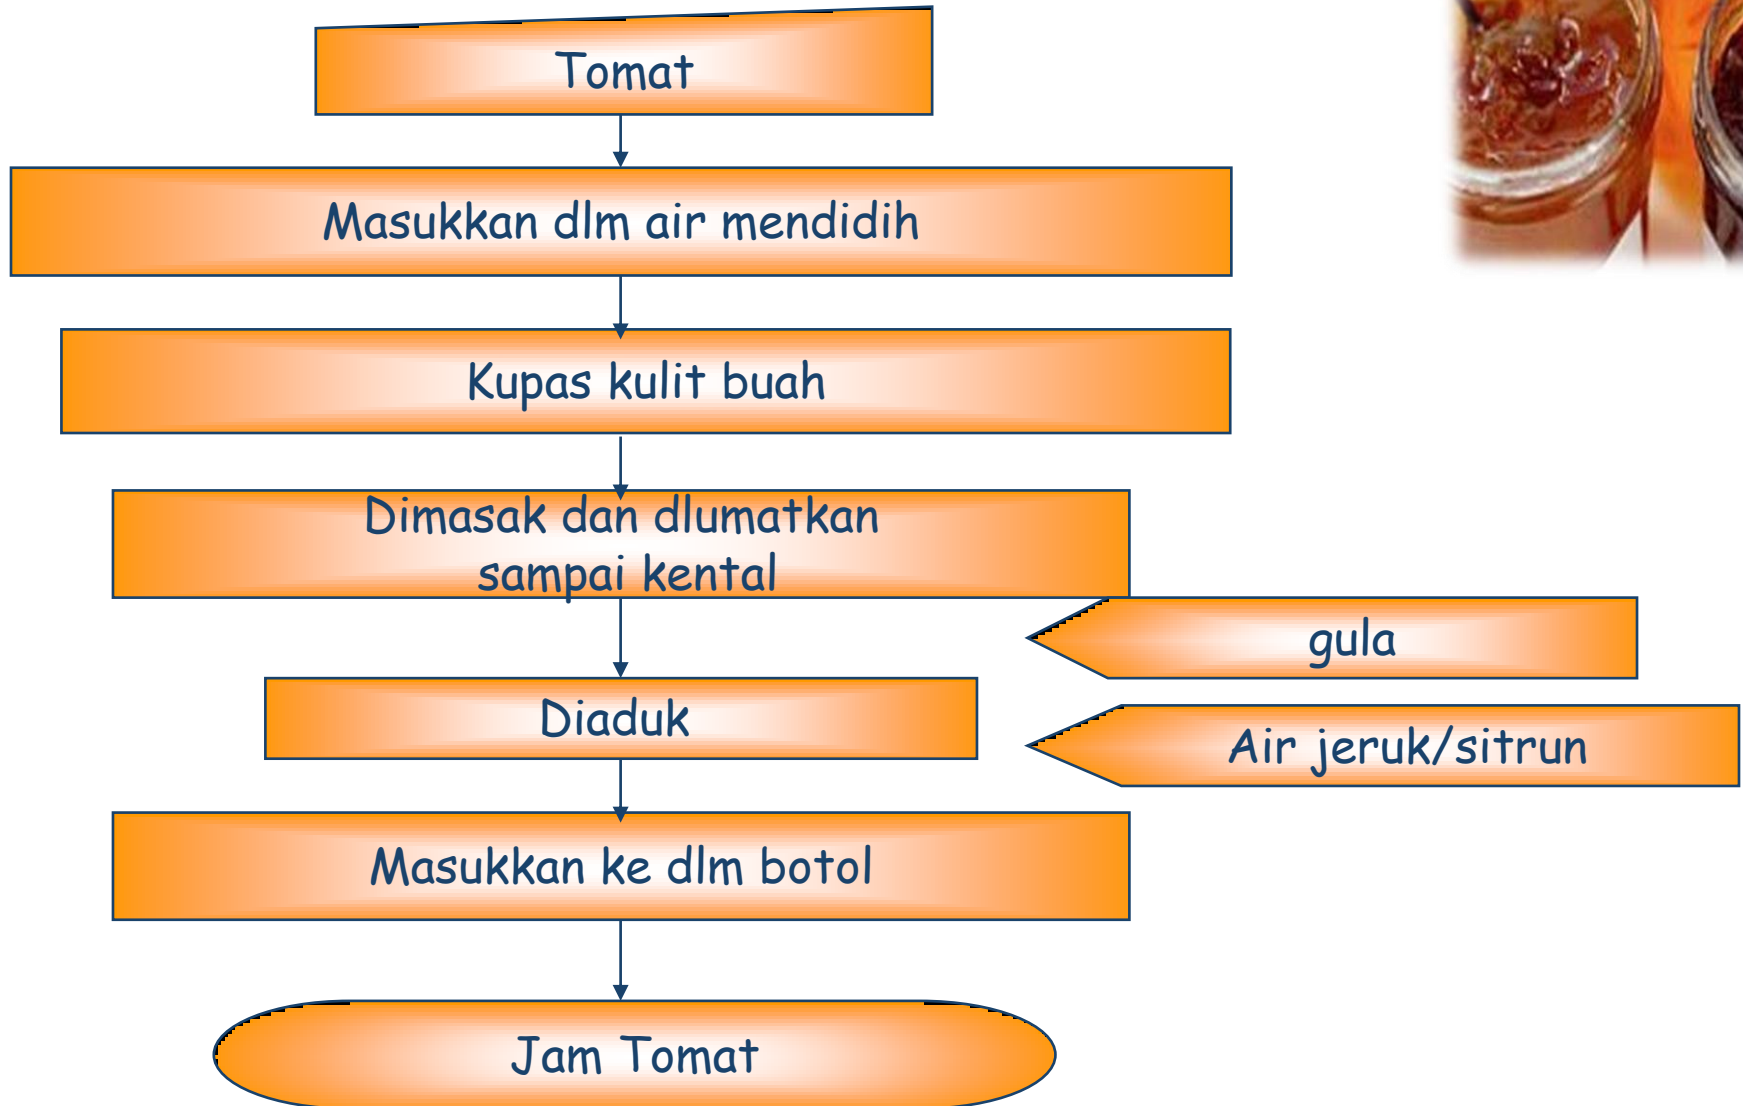 Tomat
Masukkan dlm air mendidih
Kupas kulit buah
Dimasak dan dlumatkan
sampai kental
gula
Diaduk
Air jeruk/sitrun
Masukkan ke dlm botol
Jam Tomat